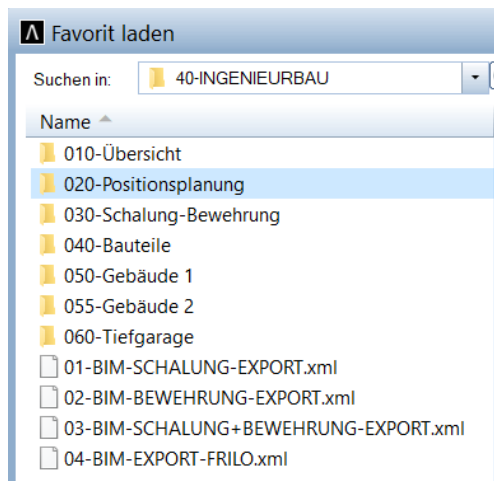 Favorit laden
Suchen in: 40-INGENIEURBAU
Name
010-Übersicht
020-Positionsplanung
030-Schalung-Bewehrung
040-Bauteile
050-Gebäude 1
055-Gebäude 2
060-Tiefgarage
01-BIM-SCHALUNG-EXPORT.xml
02-BIM-BEWEHRUNG-EXPORT.xml
03-BIM-SCHALUNG+BEWEHRUNG-EXPORT.xml
04-BIM-EXPORT-FRILO.xml